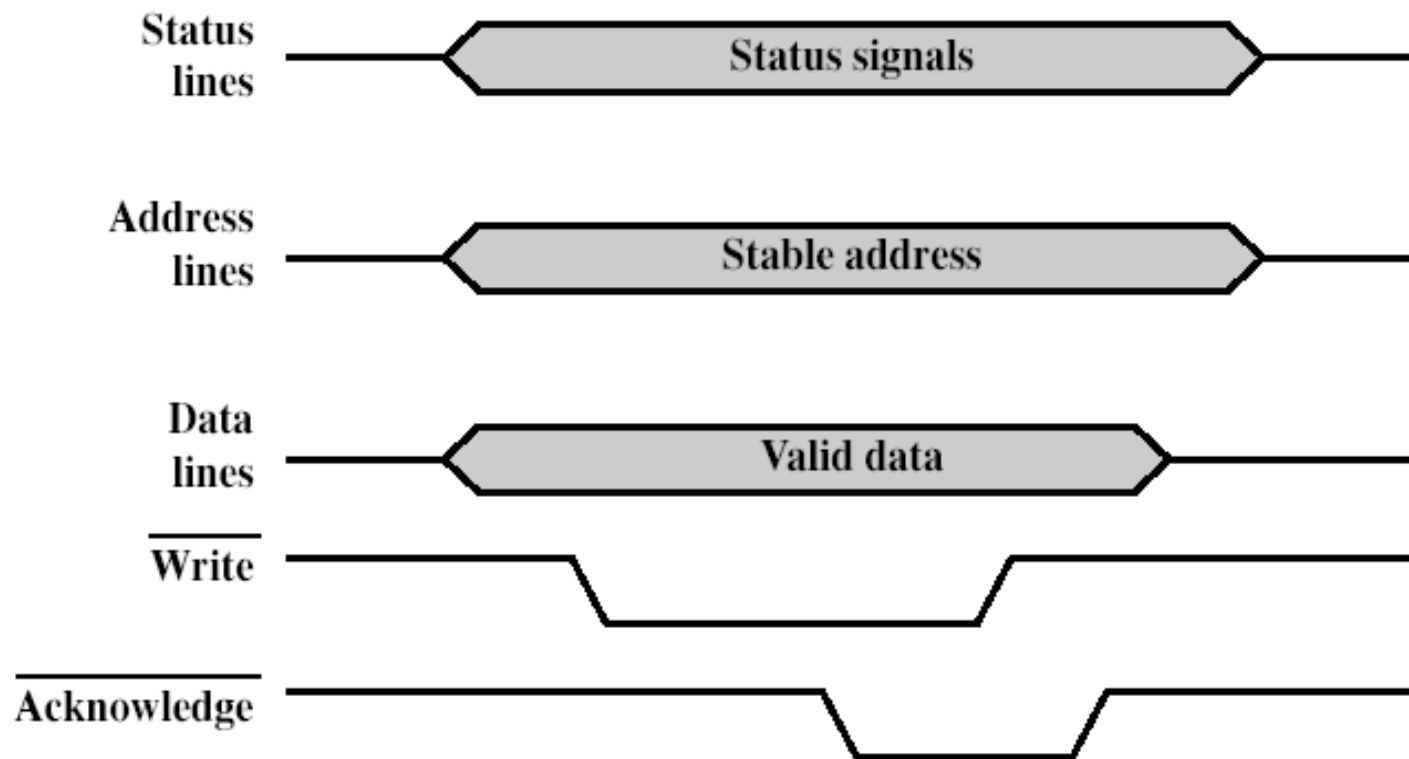 Status
lines
Status signals
Address
lines
Stable address
Data
lines
Valid data
Write
Acknowledge